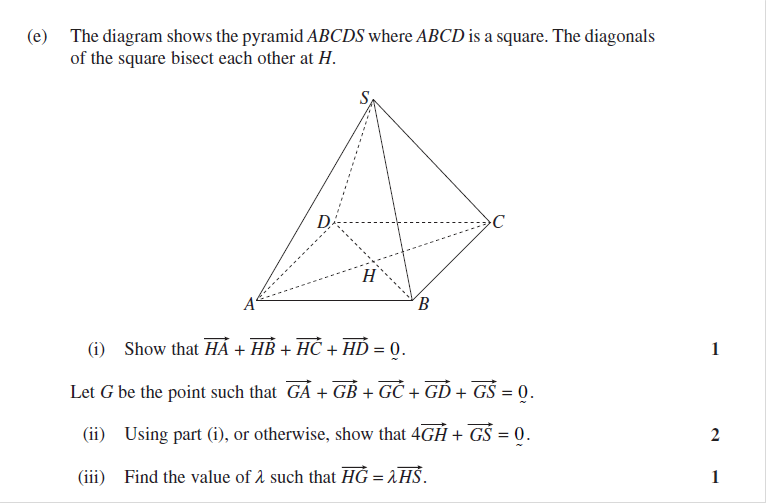 (e) The diagram shows the pyramid ABCDS where ABCD is a square. The diagonals
of the square bisect each other at H.
S
D
C
H
A
B
(i) Show that $\overrightarrow{HA} + \overrightarrow{HB} + \overrightarrow{HC} + \overrightarrow{HD} = \underset{\sim}{0}$. 1
Let G be the point such that $\overrightarrow{GA} + \overrightarrow{GB} + \overrightarrow{GC} + \overrightarrow{GD} + \overrightarrow{GS} = \underset{\sim}{0}$.
(ii) Using part (i), or otherwise, show that $4\overrightarrow{GH} + \overrightarrow{GS} = \underset{\sim}{0}$. 2
(iii) Find the value of λ such that $\overrightarrow{HG} = \lambda\overrightarrow{HS}$. 1